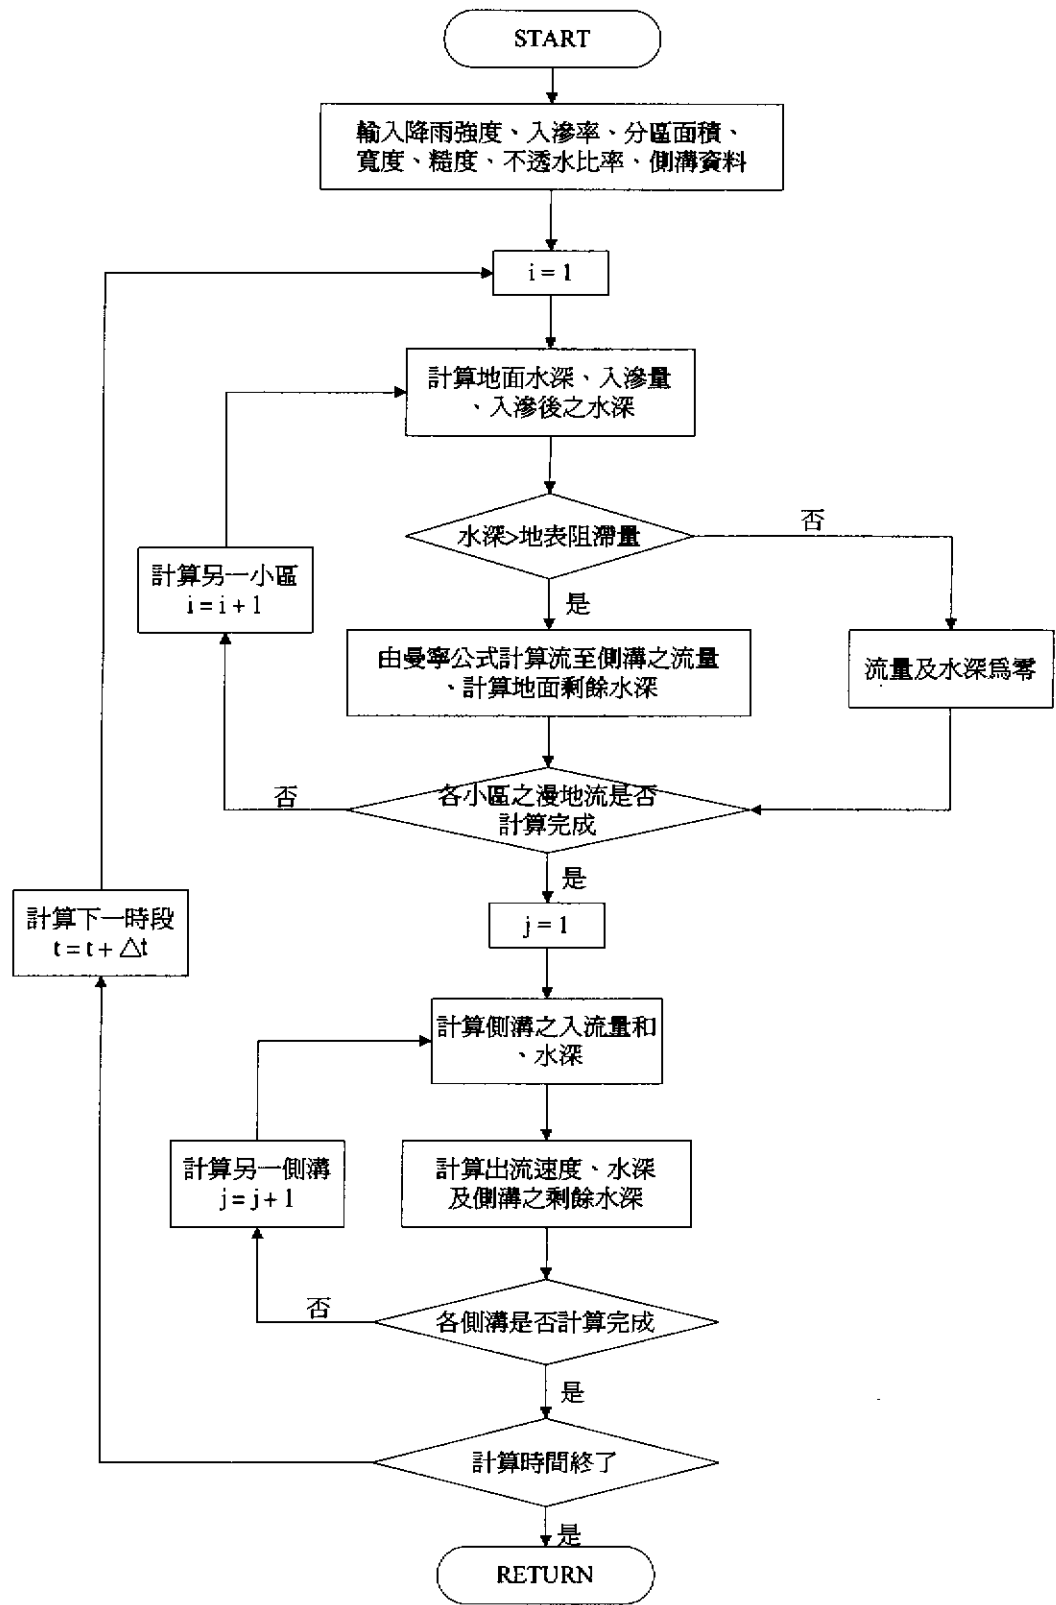 START
輸入降雨強度、入滲率、分區面積、
寬度、糙度、不透水比率、側溝資料
i = 1
計算地面水深、入滲量
、入滲後之水深
水深>地表阻滯量
否
計算另一小區
i = i + 1
是
由曼寧公式計算流至側溝之流量
、計算地面剩餘水深
流量及水深為零
否
各小區之漫地流是否
計算完成
是
計算下一時段
t = t + △t
j = 1
計算側溝之入流量和
、水深
計算另一側溝
j = j + 1
計算出流速度、水深
及側溝之剩餘水深
否
各側溝是否計算完成
是
計算時間終了
是
RETURN